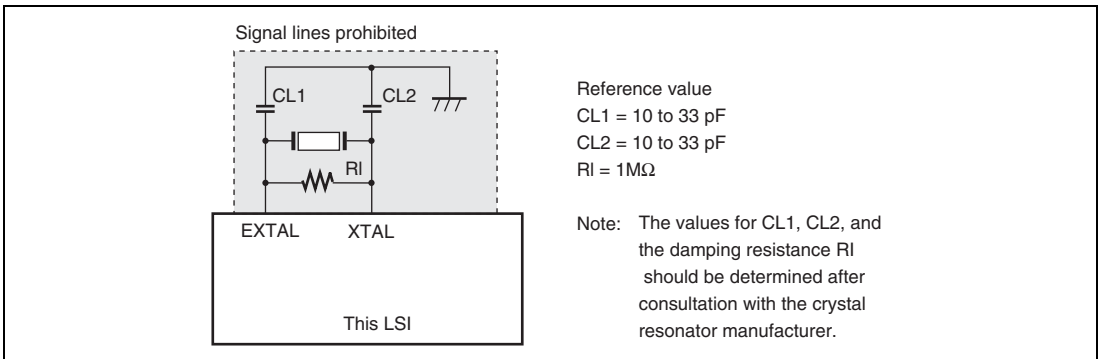 Signal lines prohibited
CL1
CL2
RI
EXTAL
XTAL
This LSI
Reference value
CL1 = 10 to 33 pF
CL2 = 10 to 33 pF
RI = 1MΩ
Note: The values for CL1, CL2, and
the damping resistance RI
should be determined after
consultation with the crystal
resonator manufacturer.